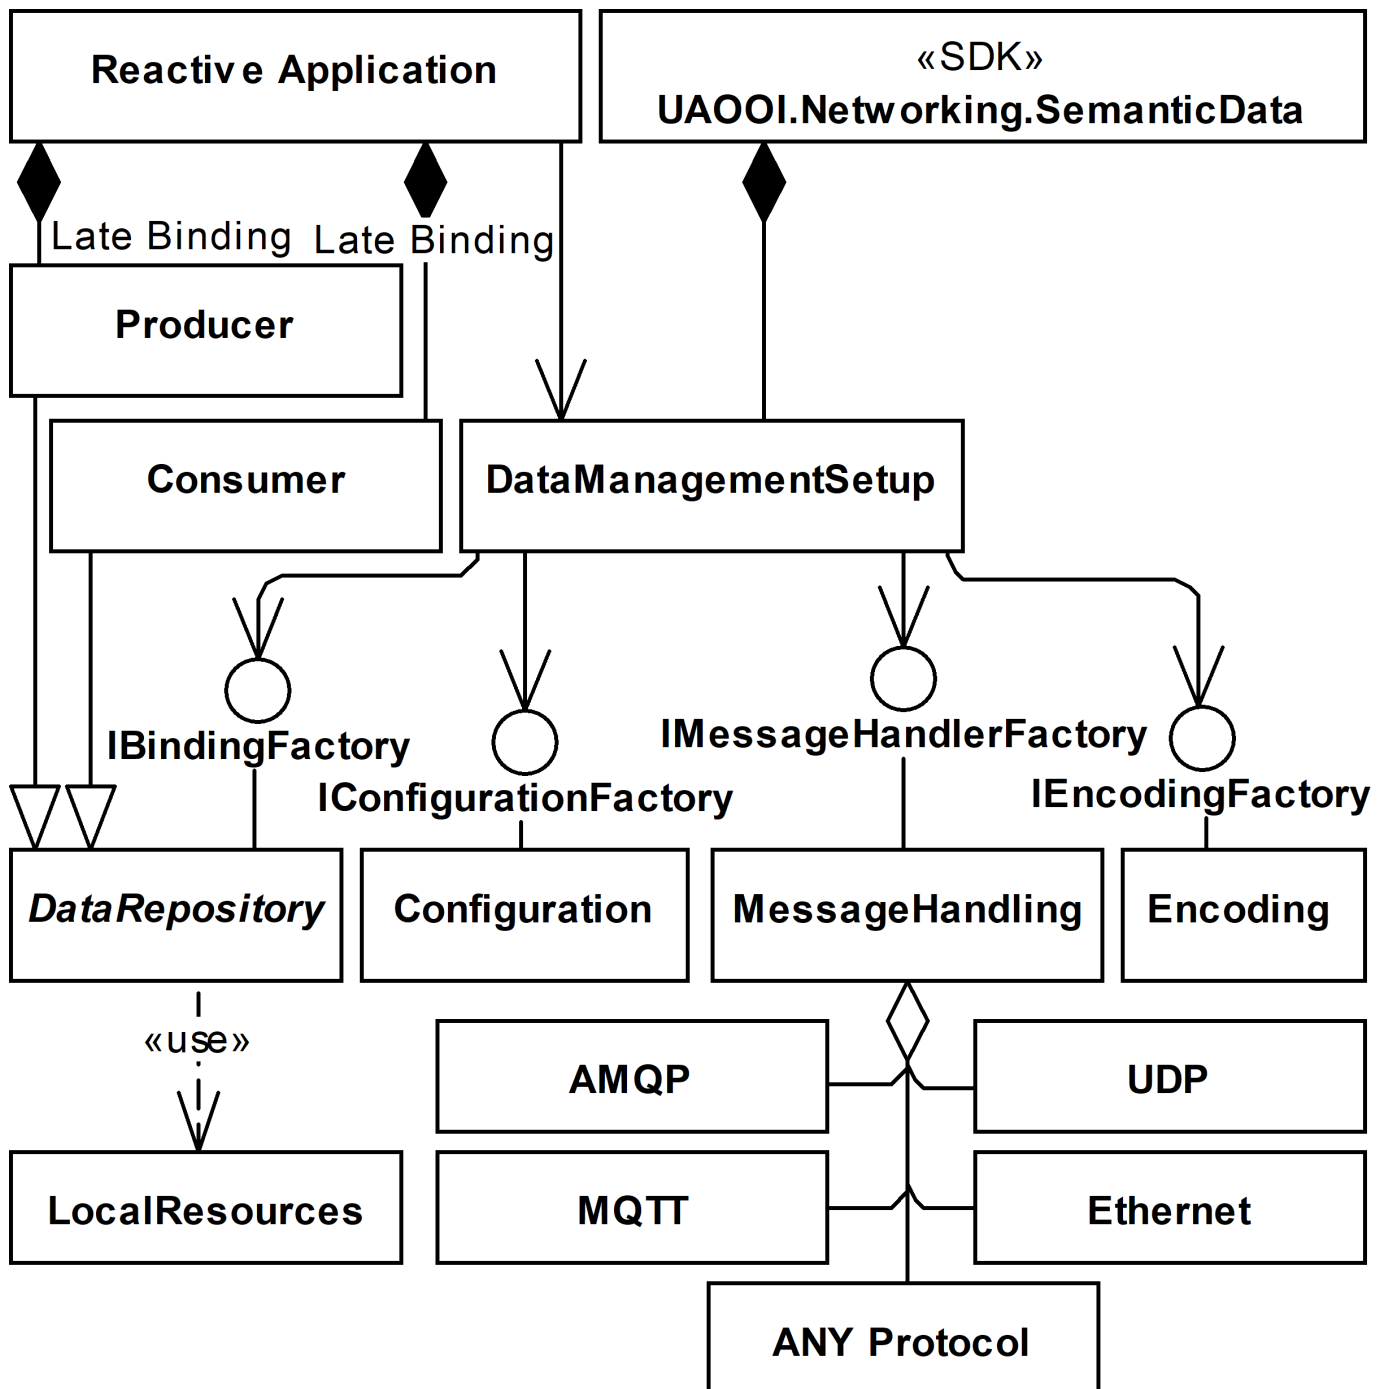 Reactive Application
«SDK»
UAOOI.Networking.SemanticData
Late Binding
Late Binding
Producer
Consumer
DataManagementSetup
IBindingFactory
IConfigurationFactory
IMessageHandlerFactory
IEncodingFactory
DataRepository
Configuration
MessageHandling
Encoding
«use»
AMQP
UDP
LocalResources
MQTT
Ethernet
ANY Protocol